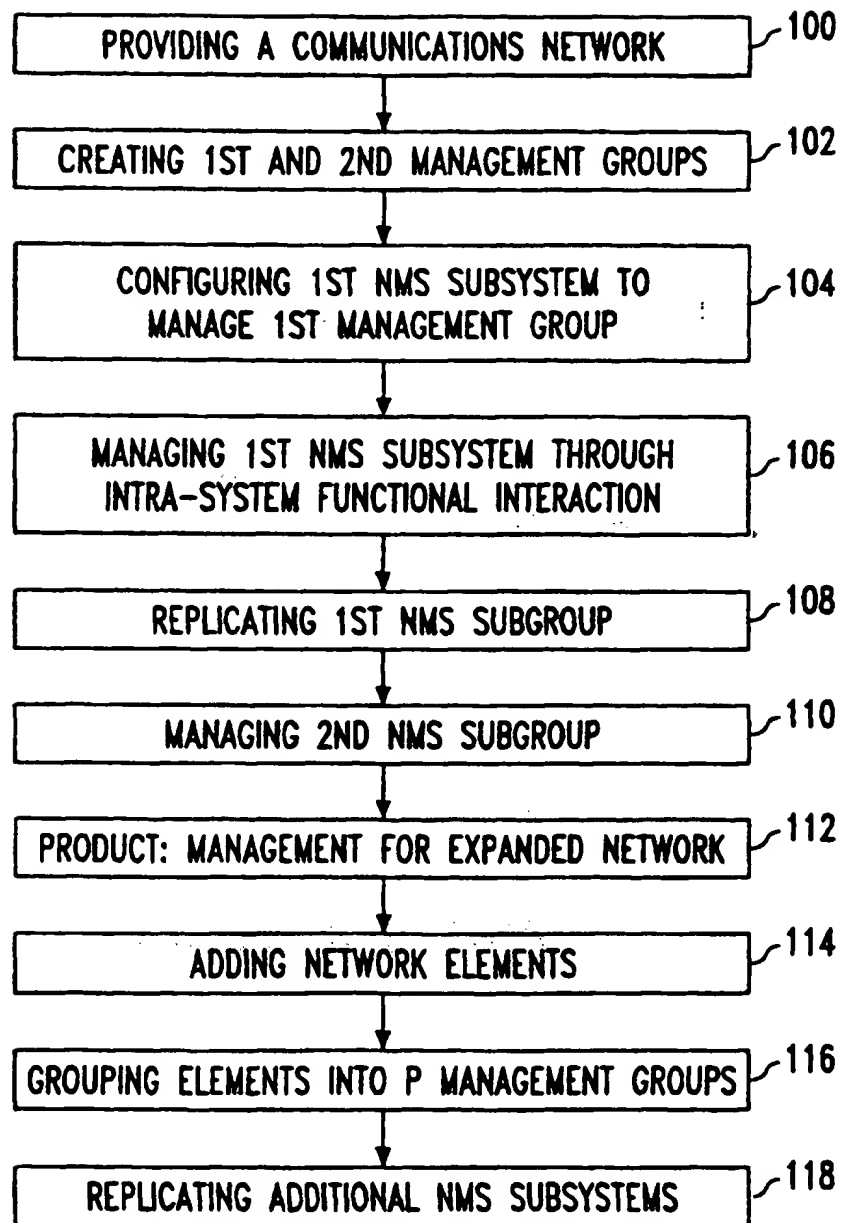 PROVIDING A COMMUNICATIONS NETWORK
100
CREATING 1ST AND 2ND MANAGEMENT GROUPS
102
CONFIGURING 1ST NMS SUBSYSTEM TO
MANAGE 1ST MANAGEMENT GROUP
104
MANAGING 1ST NMS SUBSYSTEM THROUGH
INTRA-SYSTEM FUNCTIONAL INTERACTION
106
REPLICATING 1ST NMS SUBGROUP
108
MANAGING 2ND NMS SUBGROUP
110
PRODUCT: MANAGEMENT FOR EXPANDED NETWORK
112
ADDING NETWORK ELEMENTS
114
GROUPING ELEMENTS INTO P MANAGEMENT GROUPS
116
REPLICATING ADDITIONAL NMS SUBSYSTEMS
118